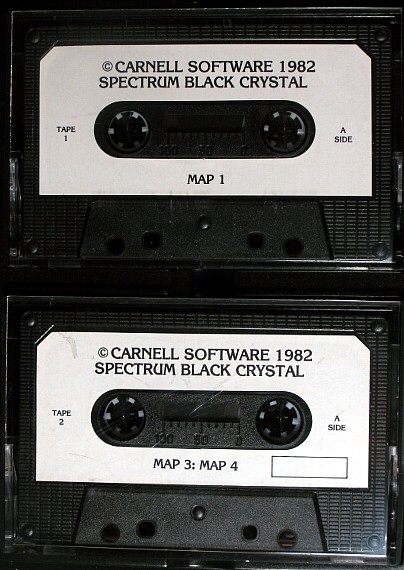 © CARNELL SOFTWARE 1982
SPECTRUM BLACK CRYSTAL
TAPE
1
A
SIDE
100 50 0
MAP 1
© CARNELL SOFTWARE 1982
SPECTRUM BLACK CRYSTAL
TAPE
2
A
SIDE
100 50 0
MAP 3: MAP 4